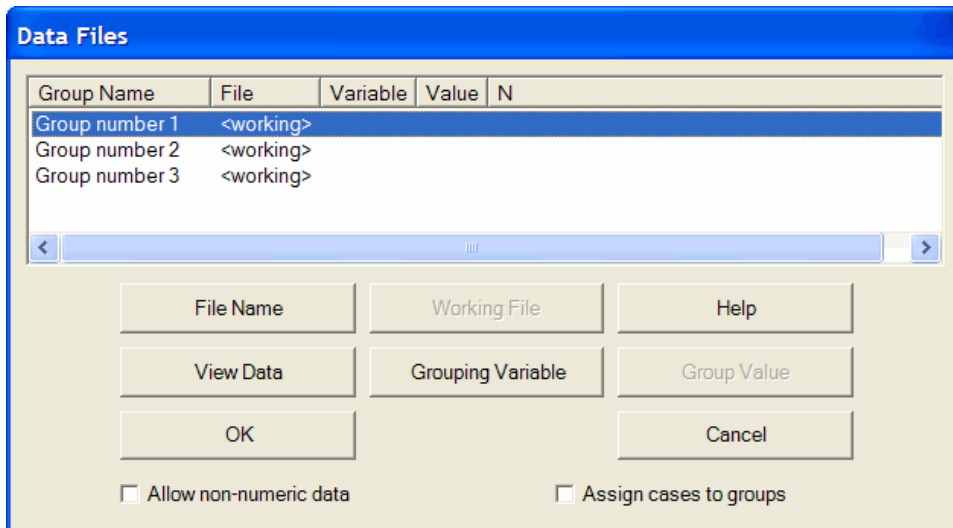 Data Files
Group Name File Variable Value N
Group number 1 <working>
Group number 2 <working>
Group number 3 <working>
File Name Working File Help
View Data Grouping Variable Group Value
OK Cancel
Allow non-numeric data Assign cases to groups